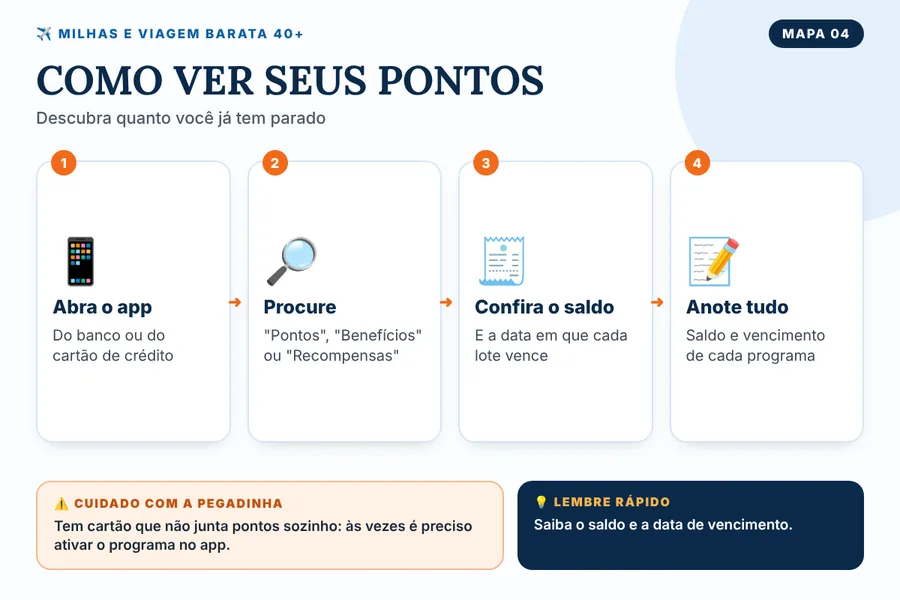 ✈️ MILHAS E VIAGEM BARATA 40+
MAPA 04
COMO VER SEUS PONTOS
Descubra quanto você já tem parado
1
Abra o app
Do banco ou do
cartão de crédito
➜
2
Procure
"Pontos", "Benefícios"
ou "Recompensas"
➜
3
Confira o saldo
E a data em que cada
lote vence
➜
4
Anote tudo
Saldo e vencimento
de cada programa
⚠️ CUIDADO COM A PEGADINHA
Tem cartão que não junta pontos sozinho: às vezes é preciso
ativar o programa no app.
💡 LEMBRE RÁPIDO
Saiba o saldo e a data de vencimento.